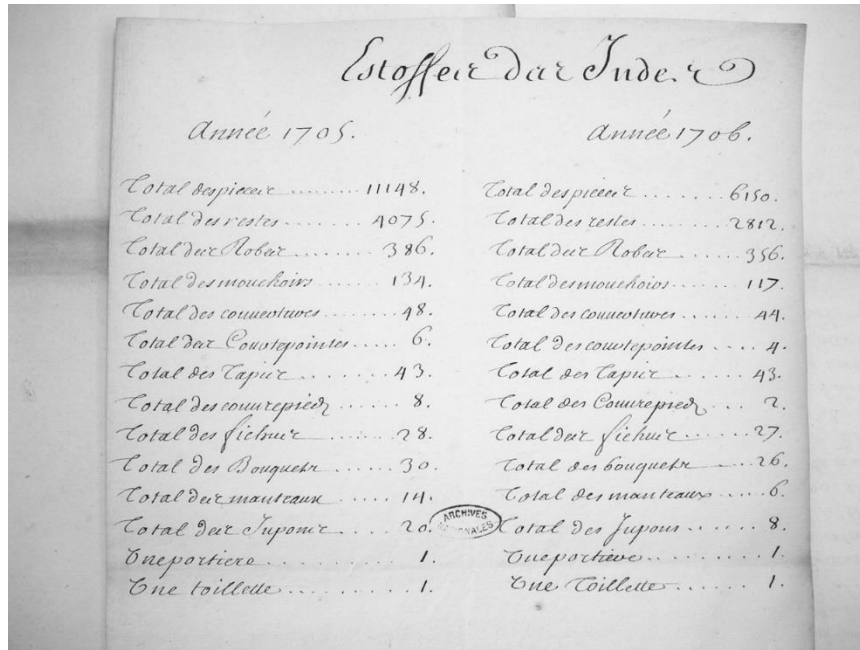 Estoffes des Indes
Année 1705.
Total des pieces ........ 11148.
Total des restes ........ 4075.
Total des Robes ........ 386.
Total des mouchoirs ...... 134.
Total des couvertures ..... 48.
Total des Courtepointes ..... 6.
Total des Tapis ........ 43.
Total des couvrepiedz ..... 8.
Total des fichus ........ 28.
Total des Bouquets ...... 30.
Total des manteaux ..... 14.
Total des Jupons ....... 20.
Une portiere .......... 1.
Une toillette .......... 1.
Année 1706.
Total des pieces ....... 6150.
Total des restes ....... 2812.
Total des Robes ....... 356.
Total des mouchoirs ..... 117.
Total des couvertures ..... 44.
Total des courtepointes .... 4.
Total des Tapis ....... 43.
Total des Couvrepiedz ... 2.
Total des fichus ...... 27.
Total des bouquets ..... 26.
Total des manteaux .... 6.
Total des Jupons ...... 8.
Une portiere ........ 1.
Une Toillette ........ 1.
ARCHIVES
NATIONALES